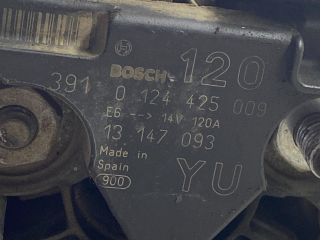 BOSCH 120
391 0 124 425 009
E6 --> 14V 120A
13 147 093
Made in
Spain
YU
900